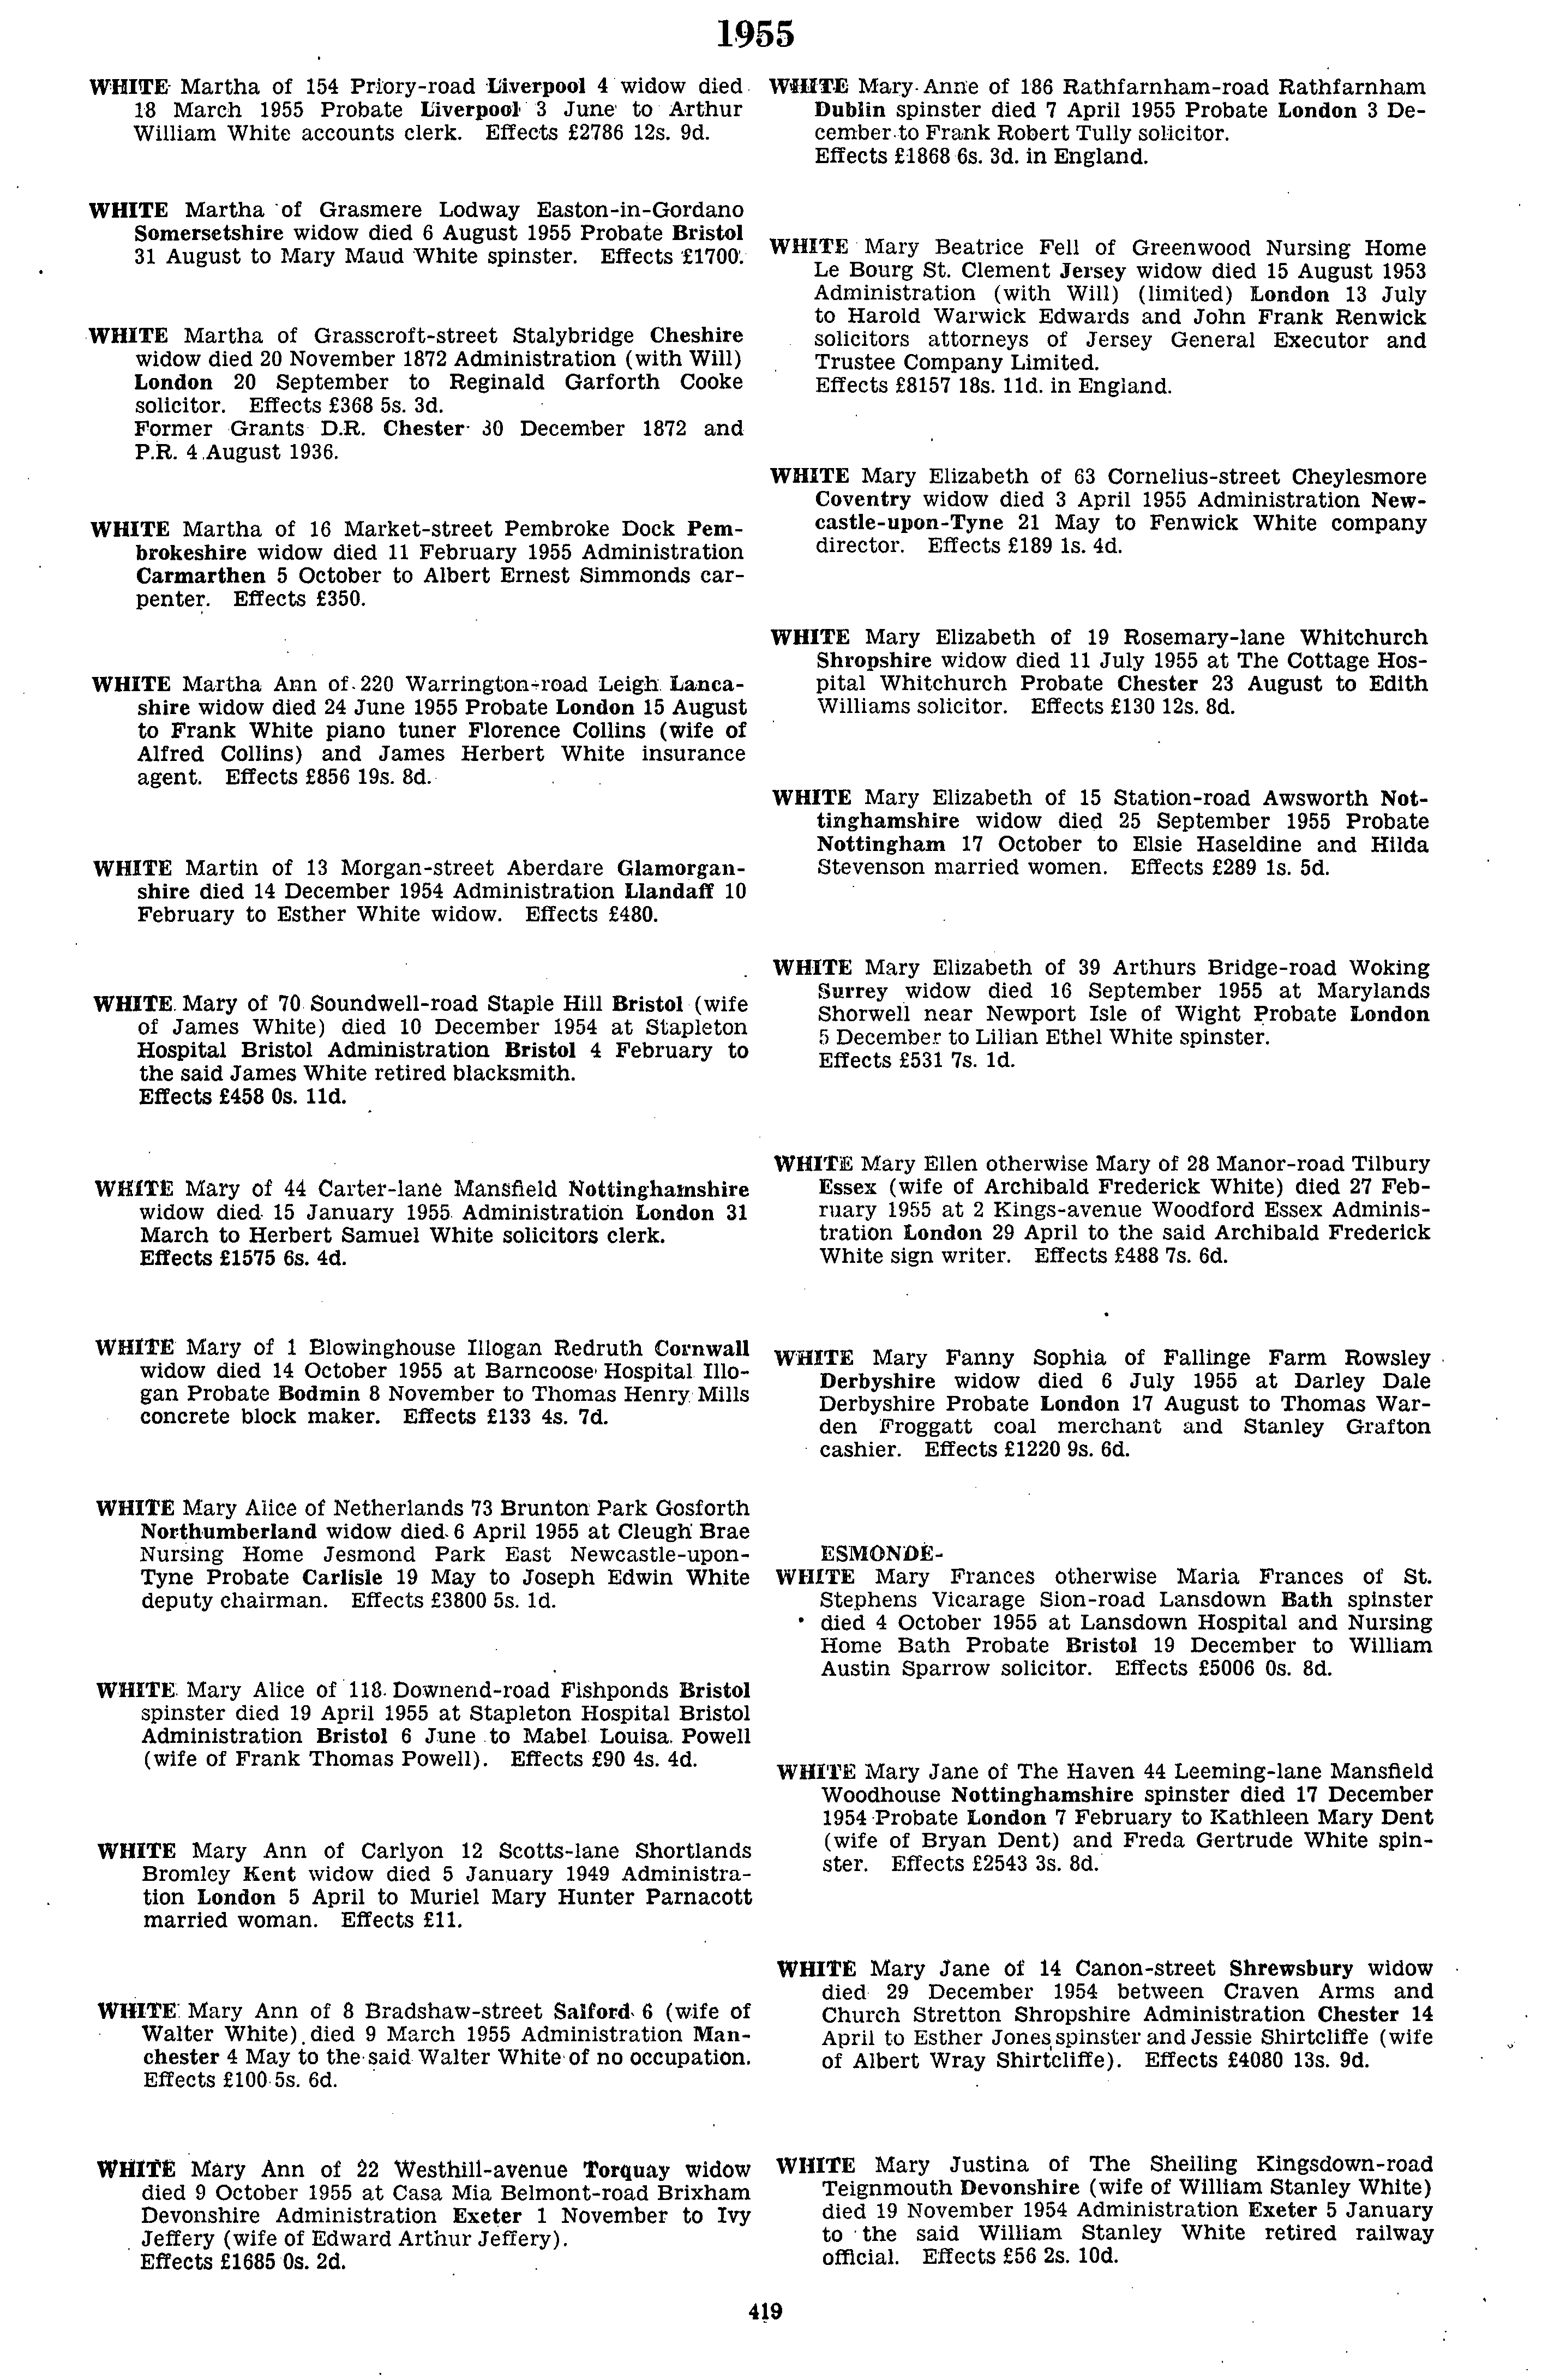 1955
WHITE Martha of 154 Priory-road Liverpool 4 widow died
18 March 1955 Probate Liverpool 3 June to Arthur
William White accounts clerk. Effects £2786 12s. 9d.
WHITE Martha of Grasmere Lodway Easton-in-Gordano
Somersetshire widow died 6 August 1955 Probate Bristol
31 August to Mary Maud White spinster. Effects £1700.
WHITE Martha of Grasscroft-street Stalybridge Cheshire
widow died 20 November 1872 Administration (with Will)
London 20 September to Reginald Garforth Cooke
solicitor. Effects £368 5s. 3d.
Former Grants D.R. Chester 30 December 1872 and
P.R. 4 August 1936.
WHITE Martha of 16 Market-street Pembroke Dock Pem-
brokeshire widow died 11 February 1955 Administration
Carmarthen 5 October to Albert Ernest Simmonds car-
penter. Effects £350.
WHITE Martha Ann of 220 Warrington-road Leigh Lanca-
shire widow died 24 June 1955 Probate London 15 August
to Frank White piano tuner Florence Collins (wife of
Alfred Collins) and James Herbert White insurance
agent. Effects £856 19s. 8d.
WHITE Martin of 13 Morgan-street Aberdare Glamorgan-
shire died 14 December 1954 Administration Llandaff 10
February to Esther White widow. Effects £480.
WHITE Mary of 70 Soundwell-road Staple Hill Bristol (wife
of James White) died 10 December 1954 at Stapleton
Hospital Bristol Administration Bristol 4 February to
the said James White retired blacksmith.
Effects £458 0s. 11d.
WHITE Mary of 44 Carter-lane Mansfield Nottinghamshire
widow died 15 January 1955 Administration London 31
March to Herbert Samuel White solicitors clerk.
Effects £1575 6s. 4d.
WHITE Mary of 1 Blowinghouse Illogan Redruth Cornwall
widow died 14 October 1955 at Barncoose Hospital Illo-
gan Probate Bodmin 8 November to Thomas Henry Mills
concrete block maker. Effects £133 4s. 7d.
WHITE Mary Alice of Netherlands 73 Brunton Park Gosforth
Northumberland widow died 6 April 1955 at Cleugh Brae
Nursing Home Jesmond Park East Newcastle-upon-
Tyne Probate Carlisle 19 May to Joseph Edwin White
deputy chairman. Effects £3800 5s. 1d.
WHITE Mary Alice of 118 Downend-road Fishponds Bristol
spinster died 19 April 1955 at Stapleton Hospital Bristol
Administration Bristol 6 June to Mabel Louisa Powell
(wife of Frank Thomas Powell). Effects £90 4s. 4d.
WHITE Mary Ann of Carlyon 12 Scotts-lane Shortlands
Bromley Kent widow died 5 January 1949 Administra-
tion London 5 April to Muriel Mary Hunter Parnacott
married woman. Effects £11.
WHITE Mary Ann of 8 Bradshaw-street Salford 6 (wife of
Walter White) died 9 March 1955 Administration Man-
chester 4 May to the said Walter White of no occupation.
Effects £100 5s. 6d.
WHITE Mary Ann of 22 Westhill-avenue Torquay widow
died 9 October 1955 at Casa Mia Belmont-road Brixham
Devonshire Administration Exeter 1 November to Ivy
Jeffery (wife of Edward Arthur Jeffery).
Effects £1685 0s. 2d.
WHITE Mary Anne of 186 Rathfarnham-road Rathfarnham
Dublin spinster died 7 April 1955 Probate London 3 De-
cember to Frank Robert Tully solicitor.
Effects £1868 6s. 3d. in England.
WHITE Mary Beatrice Fell of Greenwood Nursing Home
Le Bourg St. Clement Jersey widow died 15 August 1953
Administration (with Will) (limited) London 13 July
to Harold Warwick Edwards and John Frank Renwick
solicitors attorneys of Jersey General Executor and
Trustee Company Limited.
Effects £8157 18s. 11d. in England.
WHITE Mary Elizabeth of 63 Cornelius-street Cheylesmore
Coventry widow died 3 April 1955 Administration New-
castle-upon-Tyne 21 May to Fenwick White company
director. Effects £189 1s. 4d.
WHITE Mary Elizabeth of 19 Rosemary-lane Whitchurch
Shropshire widow died 11 July 1955 at The Cottage Hos-
pital Whitchurch Probate Chester 23 August to Edith
Williams solicitor. Effects £130 12s. 8d.
WHITE Mary Elizabeth of 15 Station-road Awsworth Not-
tinghamshire widow died 25 September 1955 Probate
Nottingham 17 October to Elsie Haseldine and Hilda
Stevenson married women. Effects £289 1s. 5d.
WHITE Mary Elizabeth of 39 Arthurs Bridge-road Woking
Surrey widow died 16 September 1955 at Marylands
Shorwell near Newport Isle of Wight Probate London
5 December to Lilian Ethel White spinster.
Effects £531 7s. 1d.
WHITE Mary Ellen otherwise Mary of 28 Manor-road Tilbury
Essex (wife of Archibald Frederick White) died 27 Feb-
ruary 1955 at 2 Kings-avenue Woodford Essex Adminis-
tration London 29 April to the said Archibald Frederick
White sign writer. Effects £488 7s. 6d.
WHITE Mary Fanny Sophia of Fallinge Farm Rowsley
Derbyshire widow died 6 July 1955 at Darley Dale
Derbyshire Probate London 17 August to Thomas War-
den Froggatt coal merchant and Stanley Grafton
cashier. Effects £1220 9s. 6d.
ESMONDE-
WHITE Mary Frances otherwise Maria Frances of St.
Stephens Vicarage Sion-road Lansdown Bath spinster
died 4 October 1955 at Lansdown Hospital and Nursing
Home Bath Probate Bristol 19 December to William
Austin Sparrow solicitor. Effects £5006 0s. 8d.
WHITE Mary Jane of The Haven 44 Leeming-lane Mansfield
Woodhouse Nottinghamshire spinster died 17 December
1954 Probate London 7 February to Kathleen Mary Dent
(wife of Bryan Dent) and Freda Gertrude White spin-
ster. Effects £2543 3s. 8d.
WHITE Mary Jane of 14 Canon-street Shrewsbury widow
died 29 December 1954 between Craven Arms and
Church Stretton Shropshire Administration Chester 14
April to Esther Jones spinster and Jessie Shirtcliffe (wife
of Albert Wray Shirtcliffe). Effects £4080 13s. 9d.
WHITE Mary Justina of The Sheiling Kingsdown-road
Teignmouth Devonshire (wife of William Stanley White)
died 19 November 1954 Administration Exeter 5 January
to the said William Stanley White retired railway
official. Effects £56 2s. 10d.
419